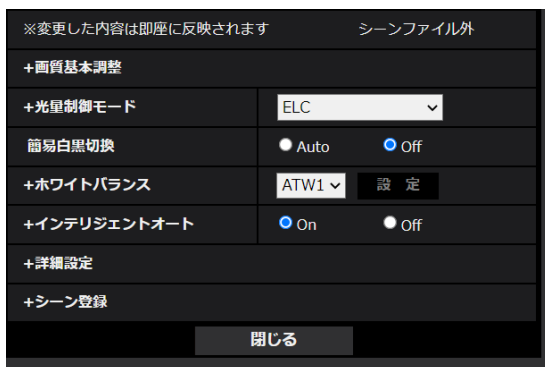 ※変更した内容は即座に反映されます シーンファイル外
+画質基本調整
+光量制御モード ELC
簡易白黒切換 Auto Off
+ホワイトバランス ATW1 設 定
+インテリジェントオート On Off
+詳細設定
+シーン登録
閉じる